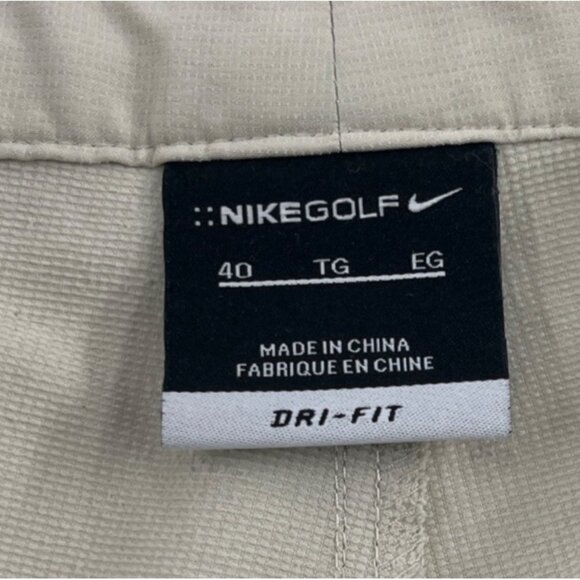 ::NIKEGOLF
40 TG EG
MADE IN CHINA
FABRIQUE EN CHINE
DRI-FIT